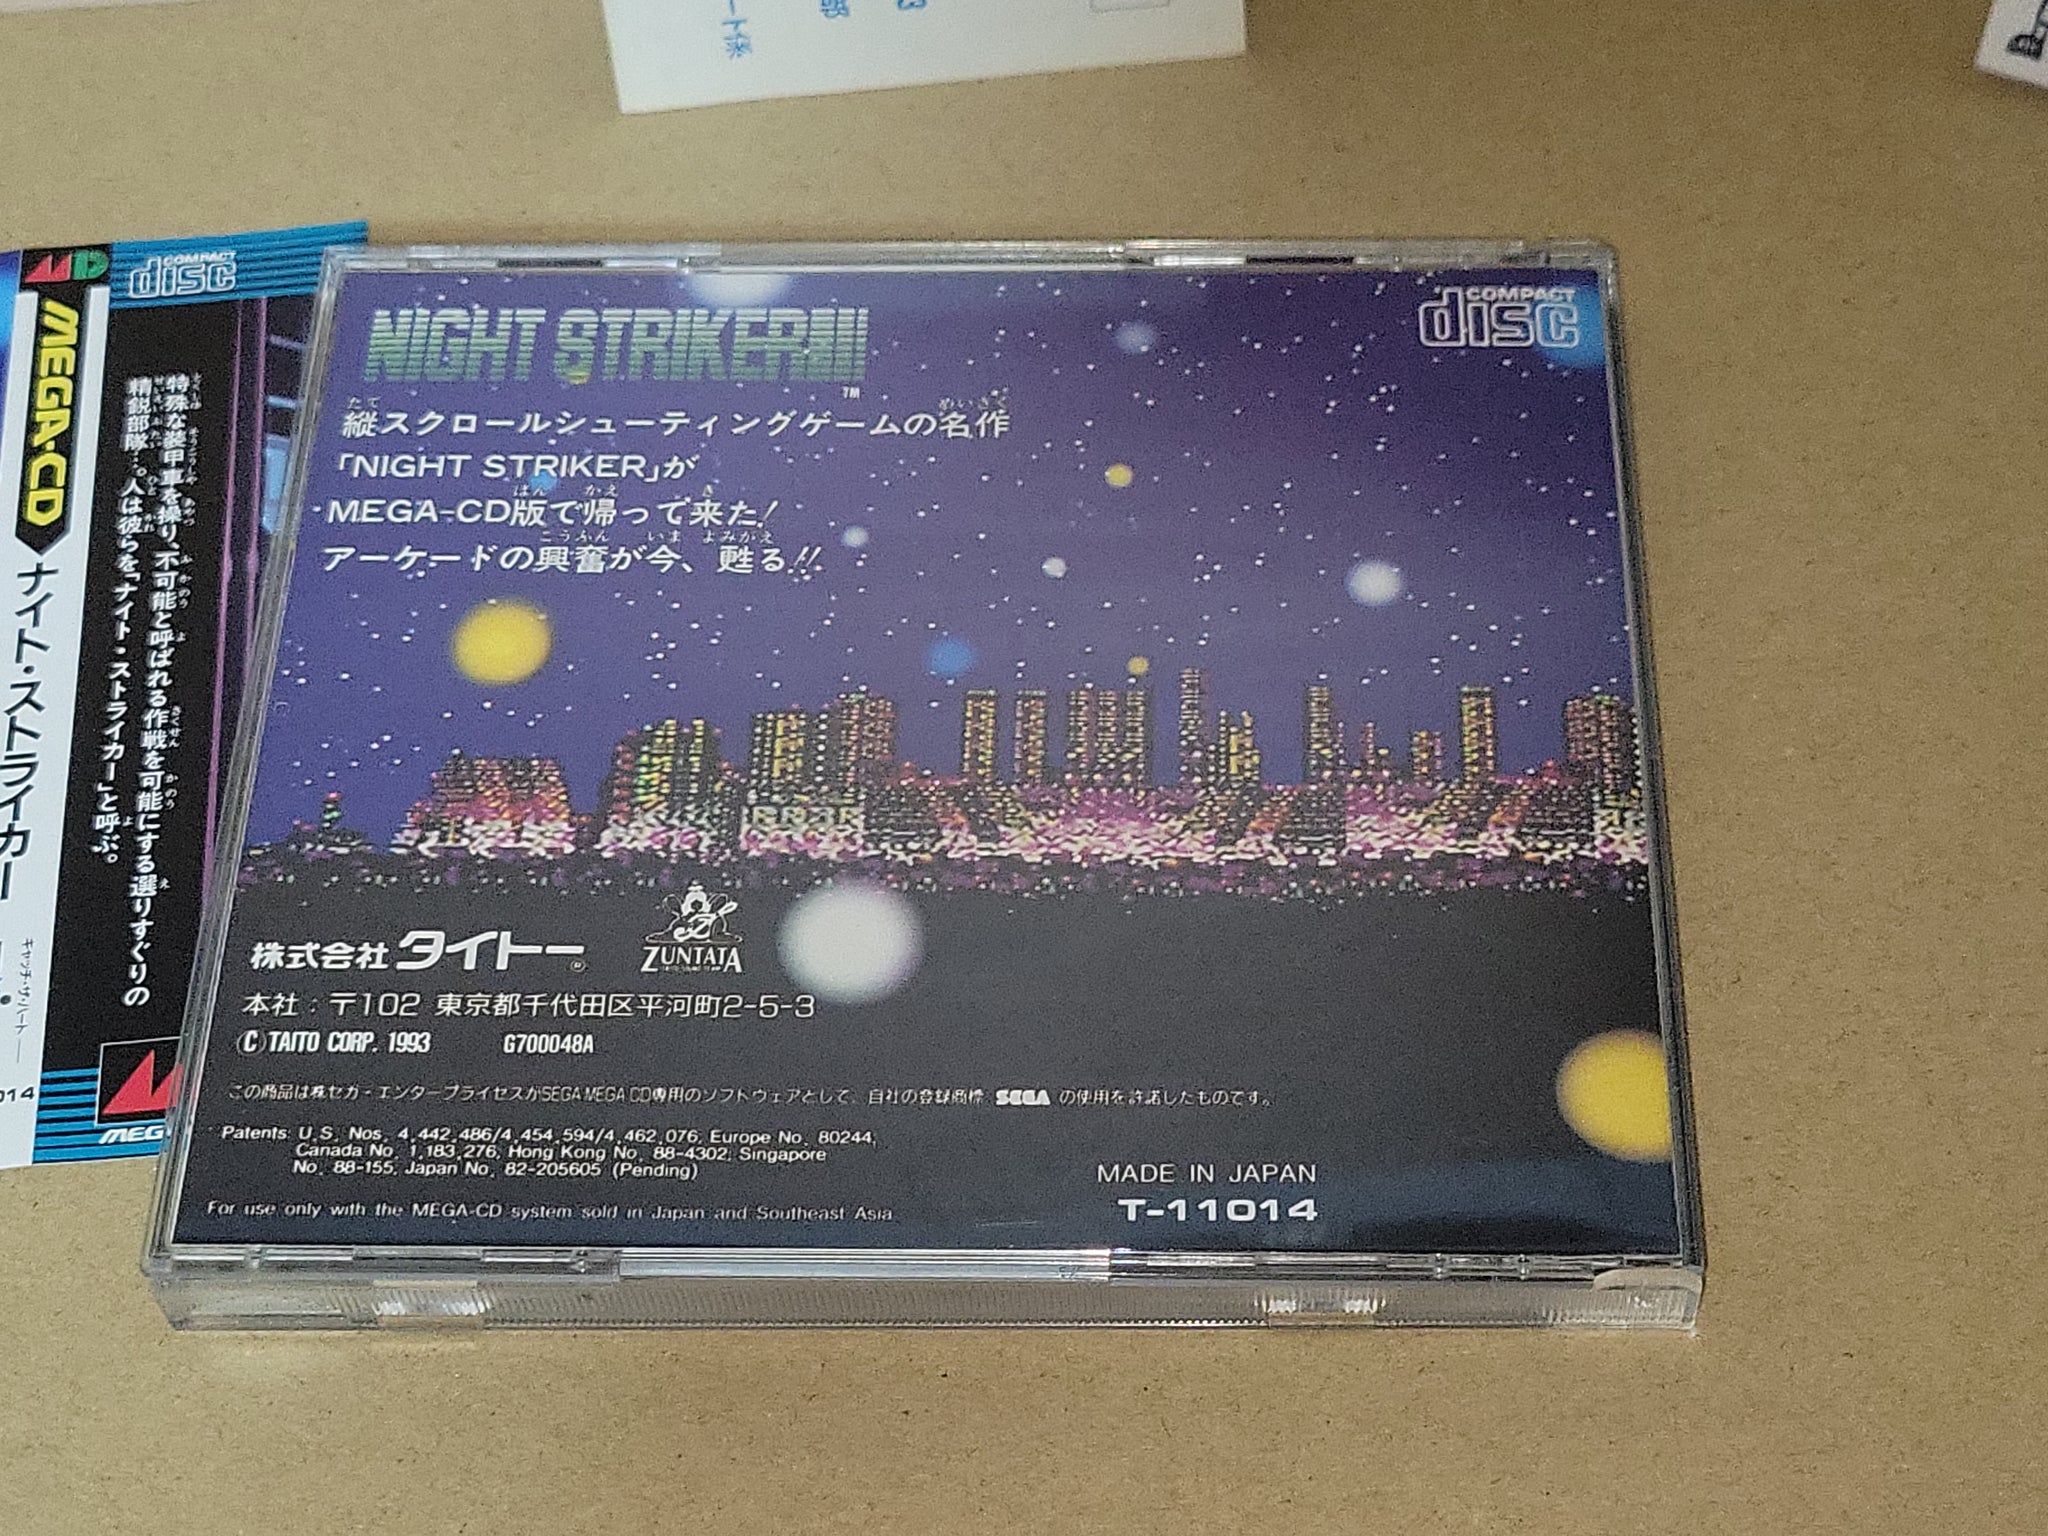 COMPACT
disc
MEGA-CD
ナイト・ストライカー
特殊な装甲車を操り、不可能と呼ばれる作戦を可能にする選りすぐりの
精鋭部隊…。人は彼らを「ナイト・ストライカー」と呼ぶ。
014
MEG
NIGHT STRIKER
TM
COMPACT
disc
縦スクロールシューティングゲームの名作
「NIGHT STRIKER」が
MEGA-CD版で帰って来た!
アーケードの興奮が今、甦る!!
株式会社 タイトー®
ZUNTATA
本社：〒102 東京都千代田区平河町2-5-3
Ⓒ TAITO CORP. 1993 G700048A
この商品は㈱セガ・エンタープライゼスがSEGA MEGA CD専用のソフトウェアとして、自社の登録商標 SEGA の使用を許諾したものです。
Patents: U.S. Nos. 4,442,486/4,454,594/4,462,076, Europe No. 80244,
Canada No. 1,183,276, Hong Kong No. 88-4302, Singapore
No. 88-155, Japan No. 82-205605 (Pending)
MADE IN JAPAN
For use only with the MEGA-CD system sold in Japan and Southeast Asia
T-11014